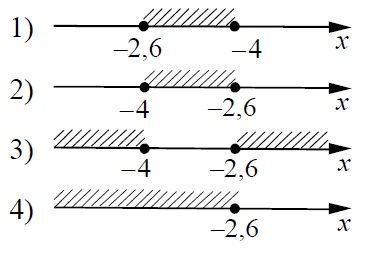 1)
–2,6 –4 x
2)
–4 –2,6 x
3)
–4 –2,6 x
4)
–2,6 x